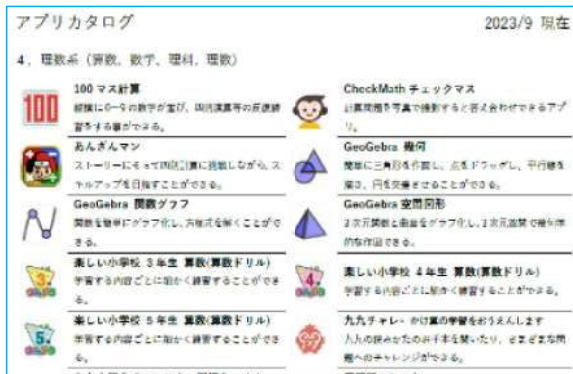 アプリカタログ
2023/9 現在
4．理数系（算数、数学、理科、理数）
100 マス計算
縦横に0～9の数字が並び、四則演算等の反復練
習をする事ができる。
CheckMath チェックマス
計算問題を写真で撮影すると答え合わせできるアプ
リ。
あんざんマン
ストーリーにそって四則計算に挑戦しながら、ス
キルアップを目指すことができる。
GeoGebra 幾何
簡単に三角形を作図し、点をドラッグし、平行線を
描き、円を交差させることができる。
GeoGebra 関数グラフ
関数を簡単にグラフ化し、方程式を解くことがで
きる。
GeoGebra 空間図形
3次元関数と曲面をグラフ化し、3次元空間で幾何学
的な作図できる。
楽しい小学校 3年生 算数(算数ドリル)
学習する内容ごとに細かく練習することができ
る。
楽しい小学校 4年生 算数(算数ドリル)
学習する内容ごとに細かく練習することができる。
楽しい小学校 5年生 算数(算数ドリル)
学習する内容ごとに細かく練習することができ
る。
九九チャレ- かけ算の学習をおうえんします
九九の読みかたのお手本を聞いたり、さまざまな問
題へのチャレンジができる。